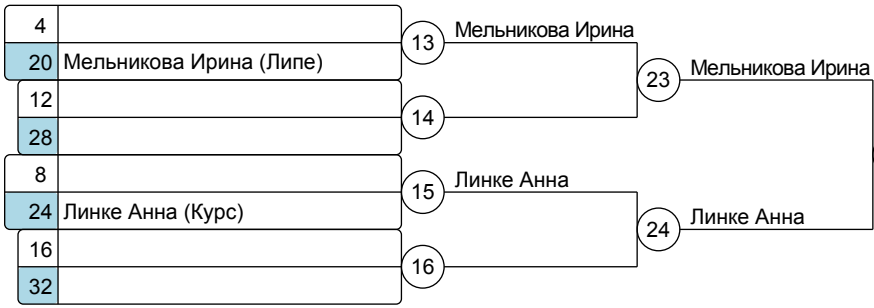 4
13
Мельникова Ирина
20 Мельникова Ирина (Липе)
23
Мельникова Ирина
12
14
28
8
15
Линке Анна
24 Линке Анна (Курс)
24
Линке Анна
16
16
32